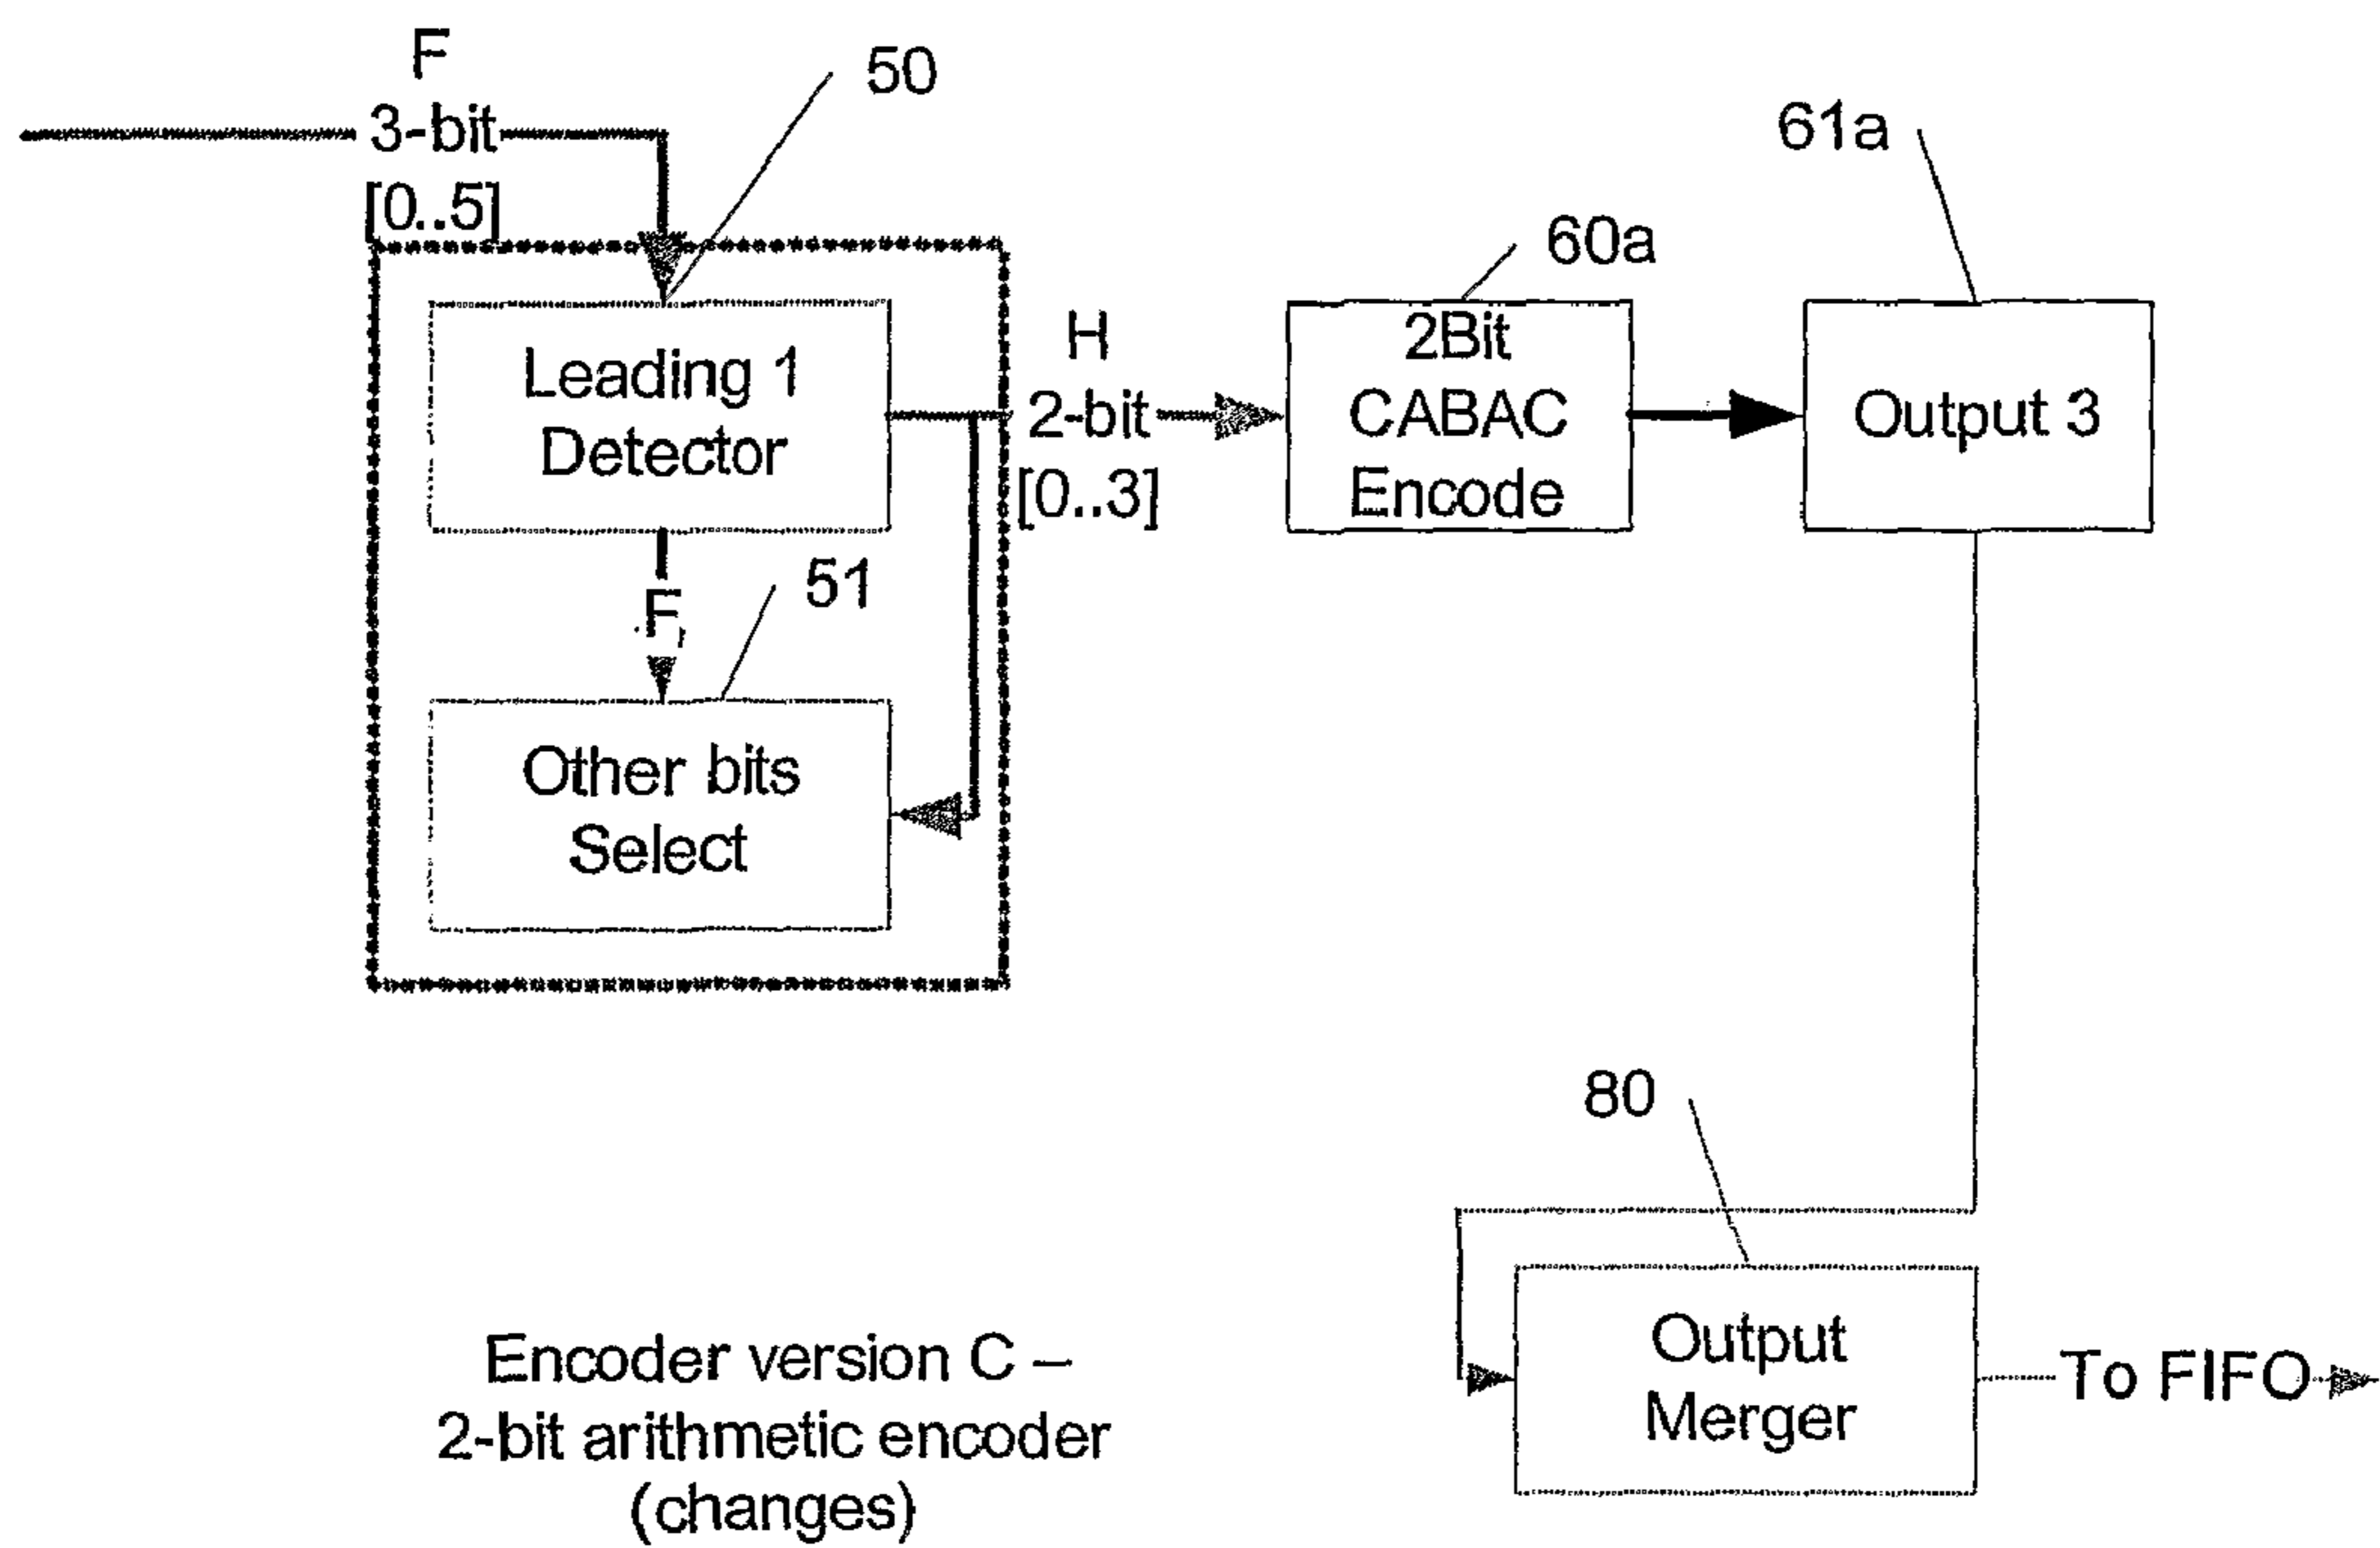 F
3-bit
[0..5]
50
61a
60a
Leading 1
Detector
H
2-bit
[0..3]
2Bit
CABAC
Encode
Output 3
F
51
Other bits
Select
80
Output
Merger
To FIFO
Encoder version C –
2-bit arithmetic encoder
(changes)